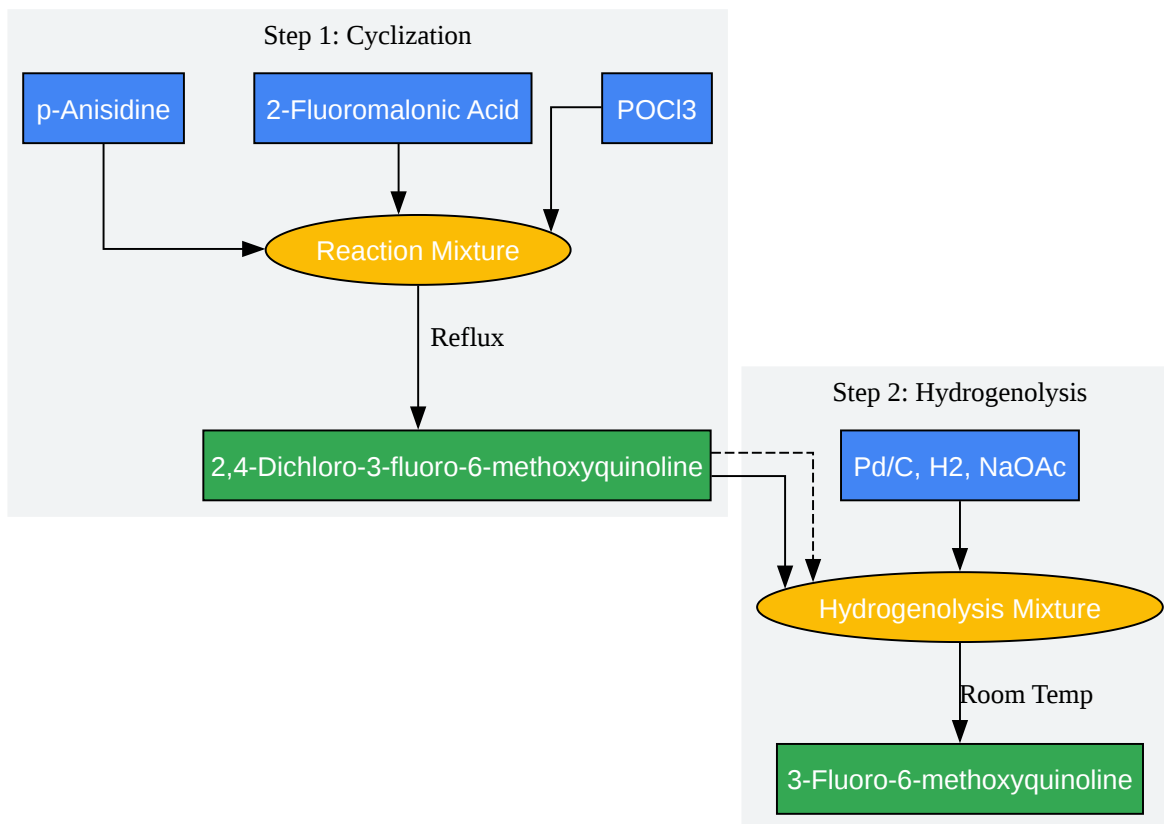 Step 1: Cyclization
p-Anisidine
2-Fluoromalonic Acid
POCl3
Reaction Mixture
Reflux
2,4-Dichloro-3-fluoro-6-methoxyquinoline
Step 2: Hydrogenolysis
Pd/C, H2, NaOAc
Hydrogenolysis Mixture
Room Temp
3-Fluoro-6-methoxyquinoline